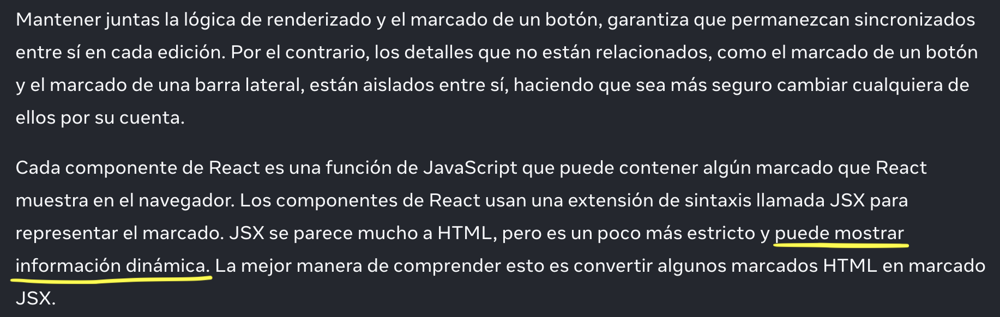 Mantener juntas la lógica de renderizado y el marcado de un botón, garantiza que permanezcan sincronizados
entre sí en cada edición. Por el contrario, los detalles que no están relacionados, como el marcado de un botón
y el marcado de una barra lateral, están aislados entre sí, haciendo que sea más seguro cambiar cualquiera de
ellos por su cuenta.
Cada componente de React es una función de JavaScript que puede contener algún marcado que React
muestra en el navegador. Los componentes de React usan una extensión de sintaxis llamada JSX para
representar el marcado. JSX se parece mucho a HTML, pero es un poco más estricto y puede mostrar
información dinámica. La mejor manera de comprender esto es convertir algunos marcados HTML en marcado
JSX.